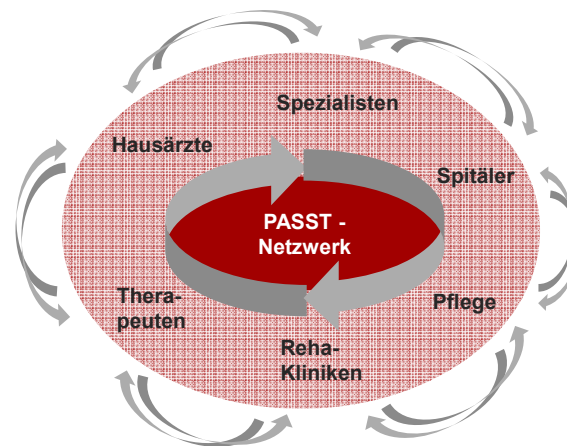 Spezialisten
Hausärzte
Spitäler
PASST -
Netzwerk
Thera-
peuten
Pflege
Reha-
Kliniken